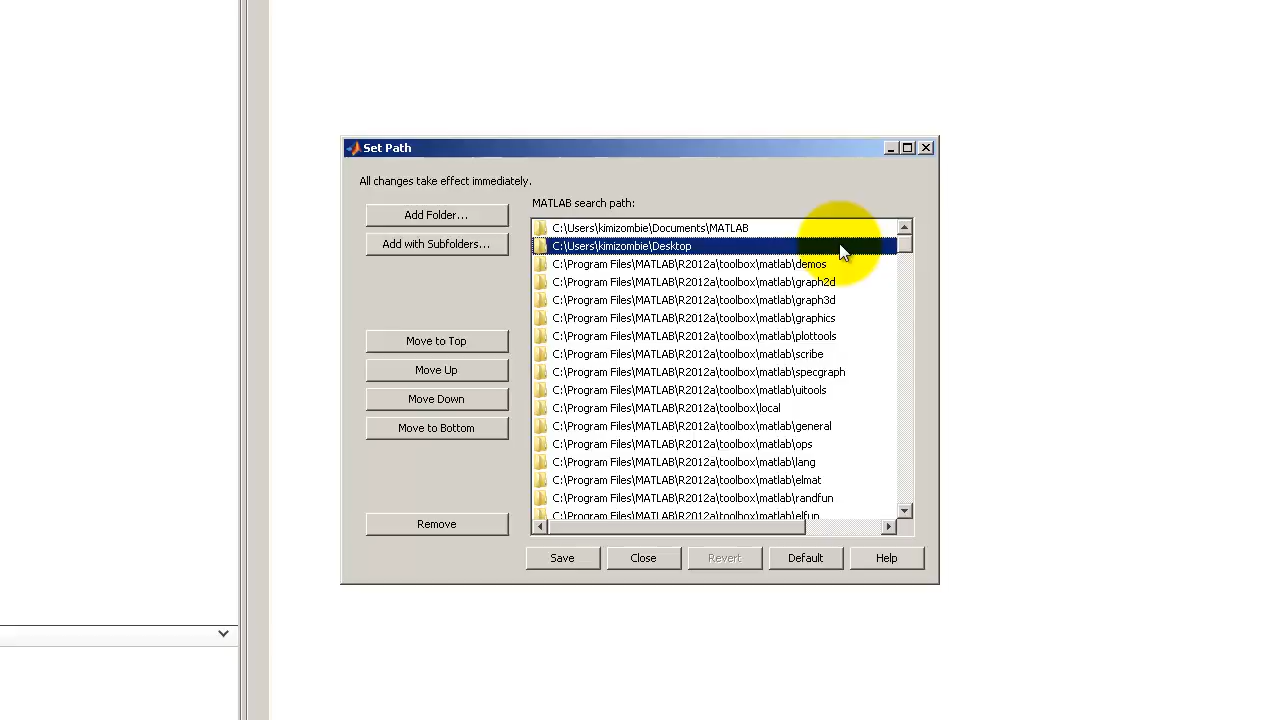 Set Path
All changes take effect immediately.
MATLAB search path:
Add Folder...
Add with Subfolders...
Move to Top
Move Up
Move Down
Move to Bottom
Remove
C:\Users\kimizombie\Documents\MATLAB
C:\Users\kimizombie\Desktop
C:\Program Files\MATLAB\R2012a\toolbox\matlab\demos
C:\Program Files\MATLAB\R2012a\toolbox\matlab\graph2d
C:\Program Files\MATLAB\R2012a\toolbox\matlab\graph3d
C:\Program Files\MATLAB\R2012a\toolbox\matlab\graphics
C:\Program Files\MATLAB\R2012a\toolbox\matlab\plottools
C:\Program Files\MATLAB\R2012a\toolbox\matlab\scribe
C:\Program Files\MATLAB\R2012a\toolbox\matlab\specgraph
C:\Program Files\MATLAB\R2012a\toolbox\matlab\uitools
C:\Program Files\MATLAB\R2012a\toolbox\local
C:\Program Files\MATLAB\R2012a\toolbox\matlab\general
C:\Program Files\MATLAB\R2012a\toolbox\matlab\ops
C:\Program Files\MATLAB\R2012a\toolbox\matlab\lang
C:\Program Files\MATLAB\R2012a\toolbox\matlab\elmat
C:\Program Files\MATLAB\R2012a\toolbox\matlab\randfun
C:\Program Files\MATLAB\R2012a\toolbox\matlab\elfun
Save
Close
Revert
Default
Help